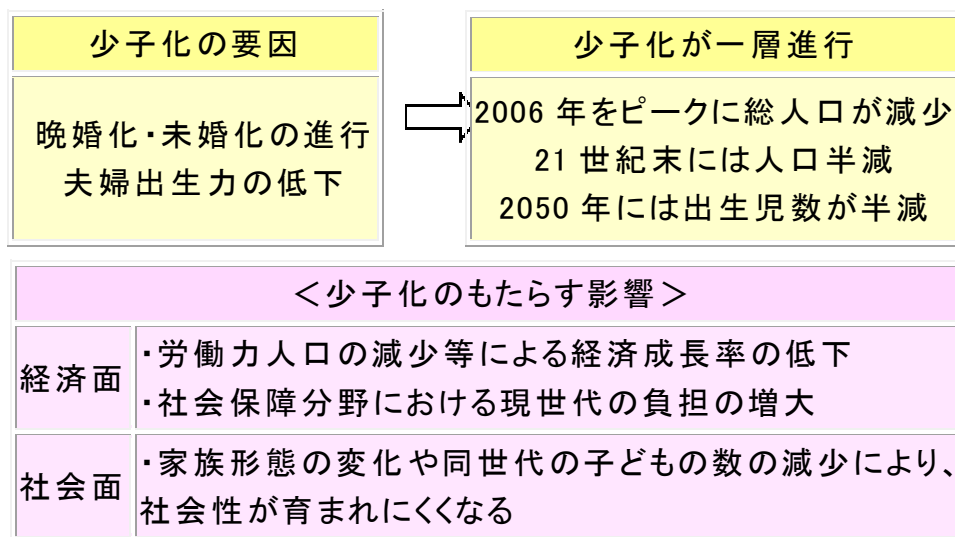 少子化の要因
晩婚化・未婚化の進行
夫婦出生力の低下
少子化が一層進行
2006 年をピークに総人口が減少
21 世紀末には人口半減
2050 年には出生児数が半減
＜少子化のもたらす影響＞
経済面
・労働力人口の減少等による経済成長率の低下
・社会保障分野における現世代の負担の増大
社会面
・家族形態の変化や同世代の子どもの数の減少により、
社会性が育まれにくくなる